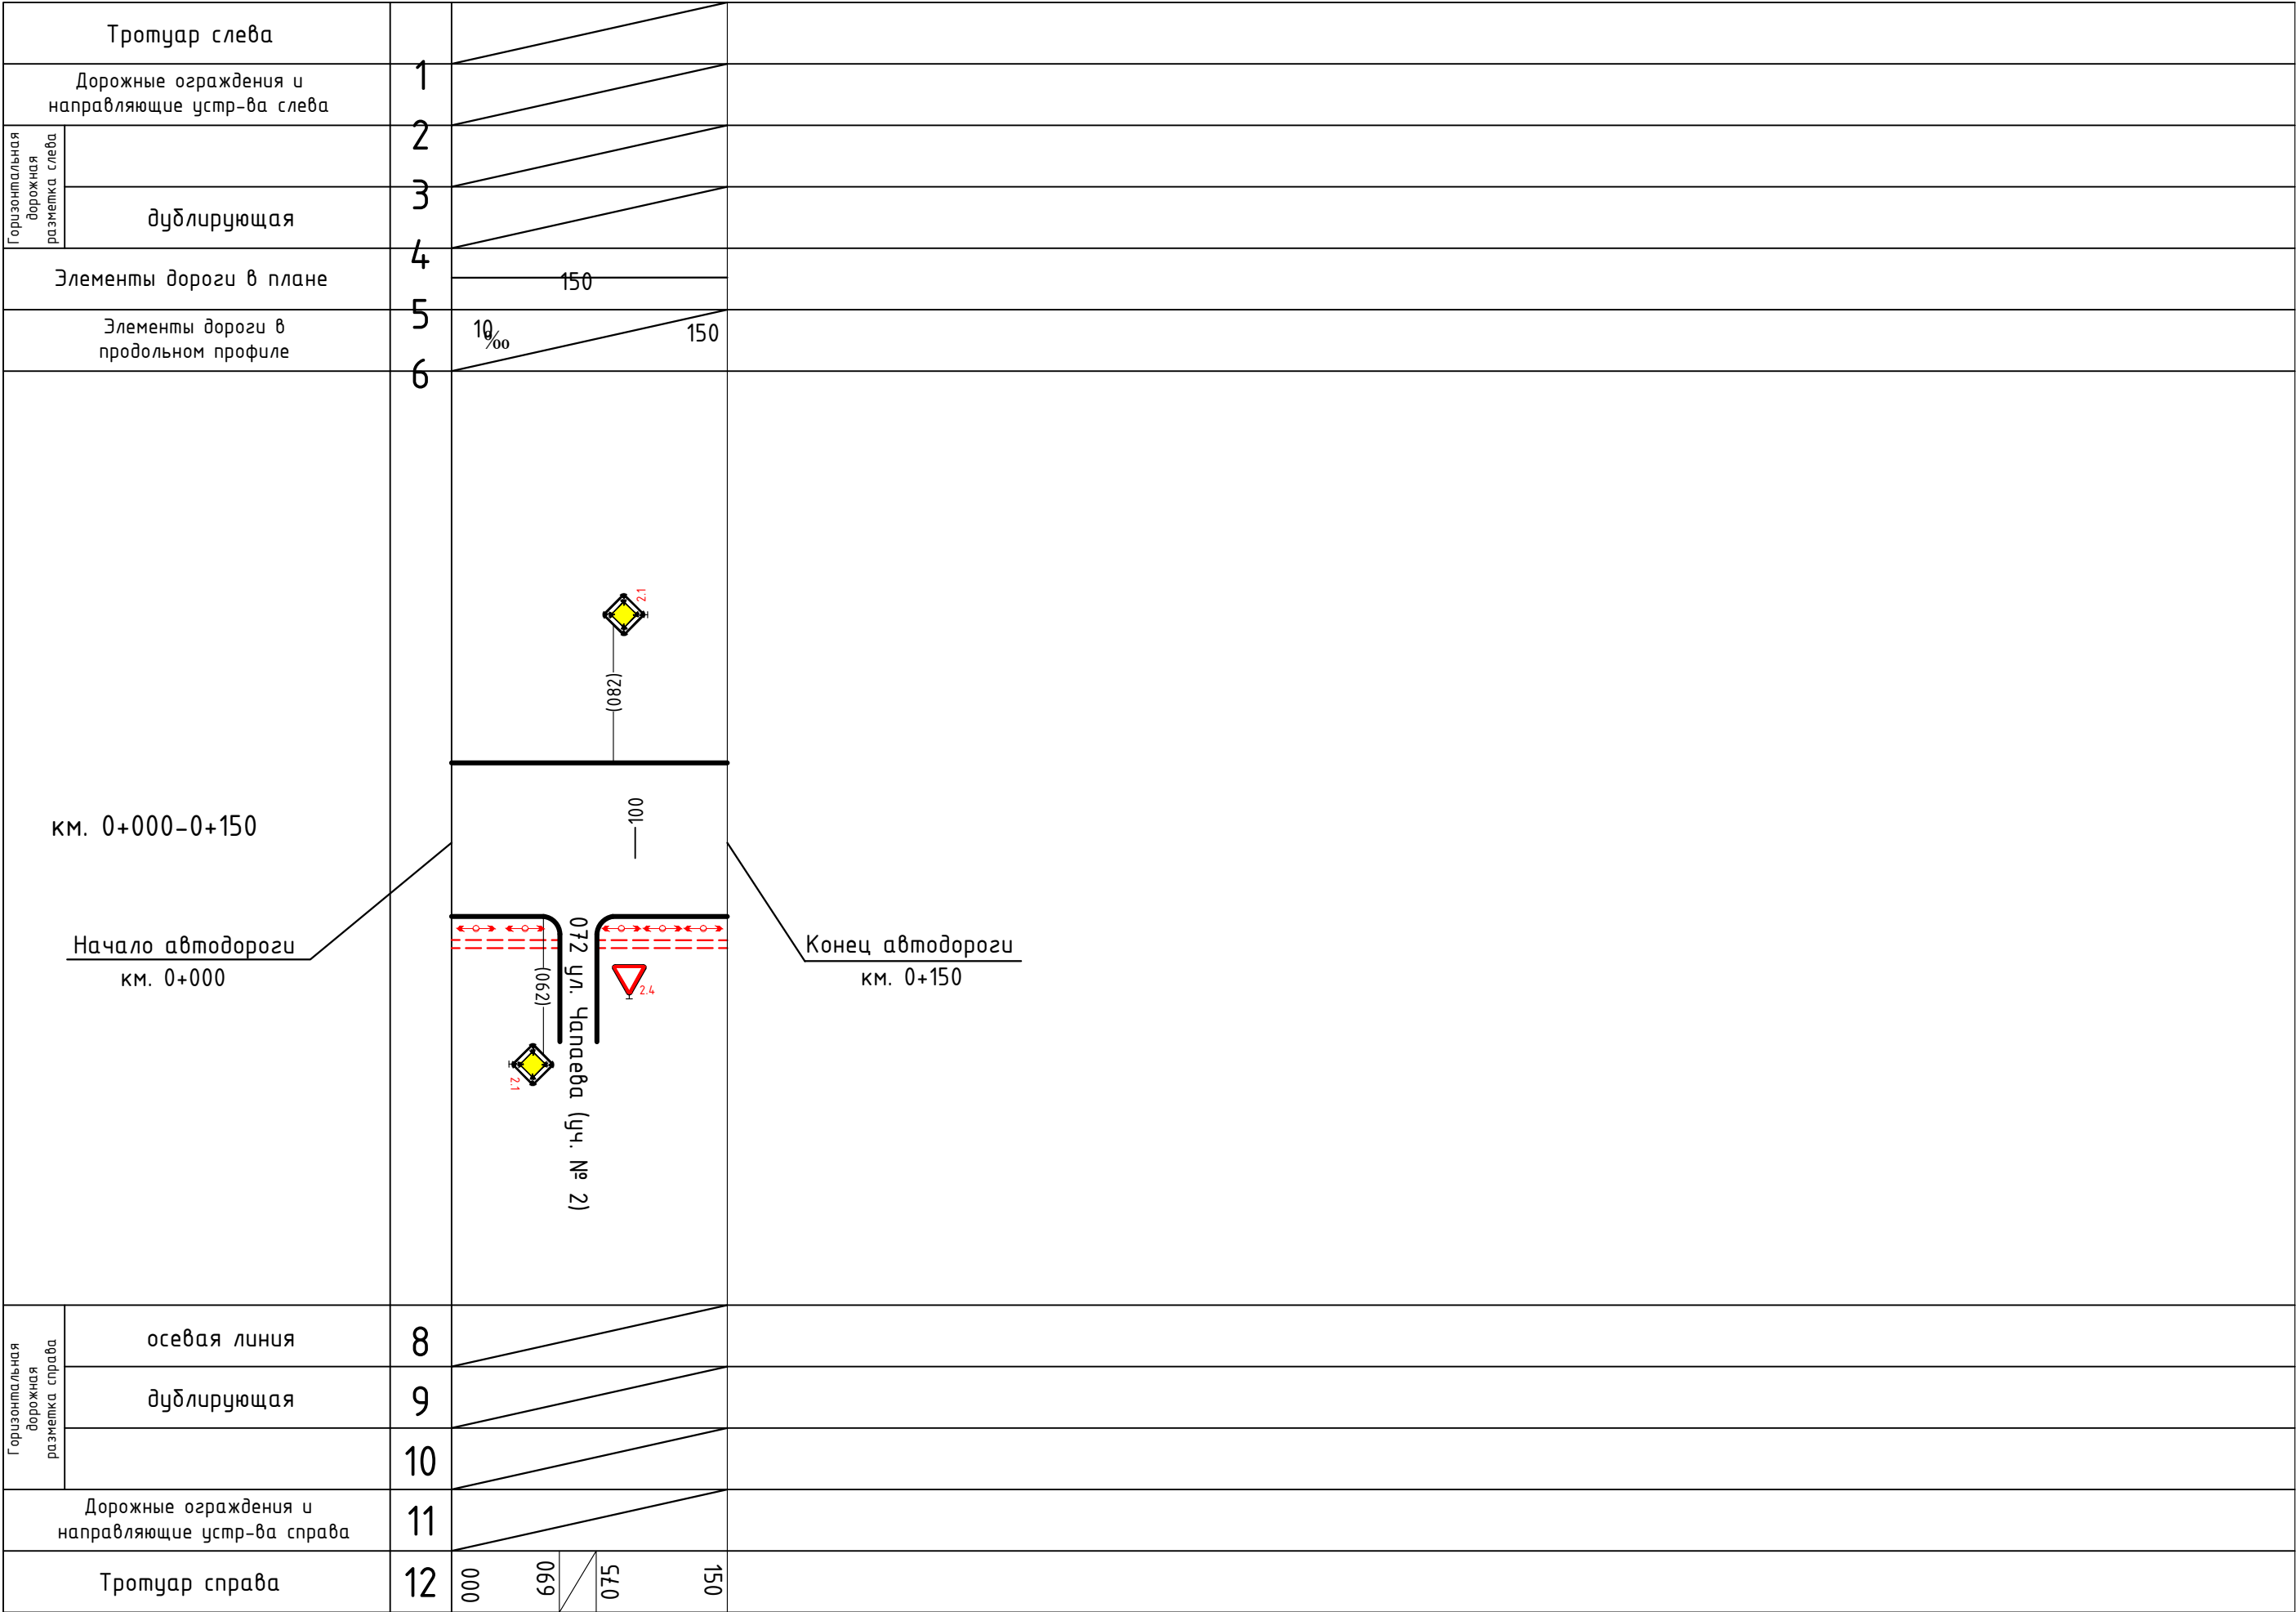 Тротуар слева
1
Дорожные ограждения и
направляющие устр-ва слева
2
Горизонтальная
дорожная
разметка слева
3
дублирующая
4
Элементы дороги в плане
150
5
Элементы дороги в
продольном профиле
10‰
150
6
2.1
(082)
100
км. 0+000-0+150
Начало автодороги
км. 0+000
Конец автодороги
км. 0+150
072 ул. Чапаева (уч. № 2)
(062)
2.4
2.1
Горизонтальная
дорожная
разметка справа
осевая линия
8
дублирующая
9
10
Дорожные ограждения и
направляющие устр-ва справа
11
Тротуар справа
12
000
069
075
150